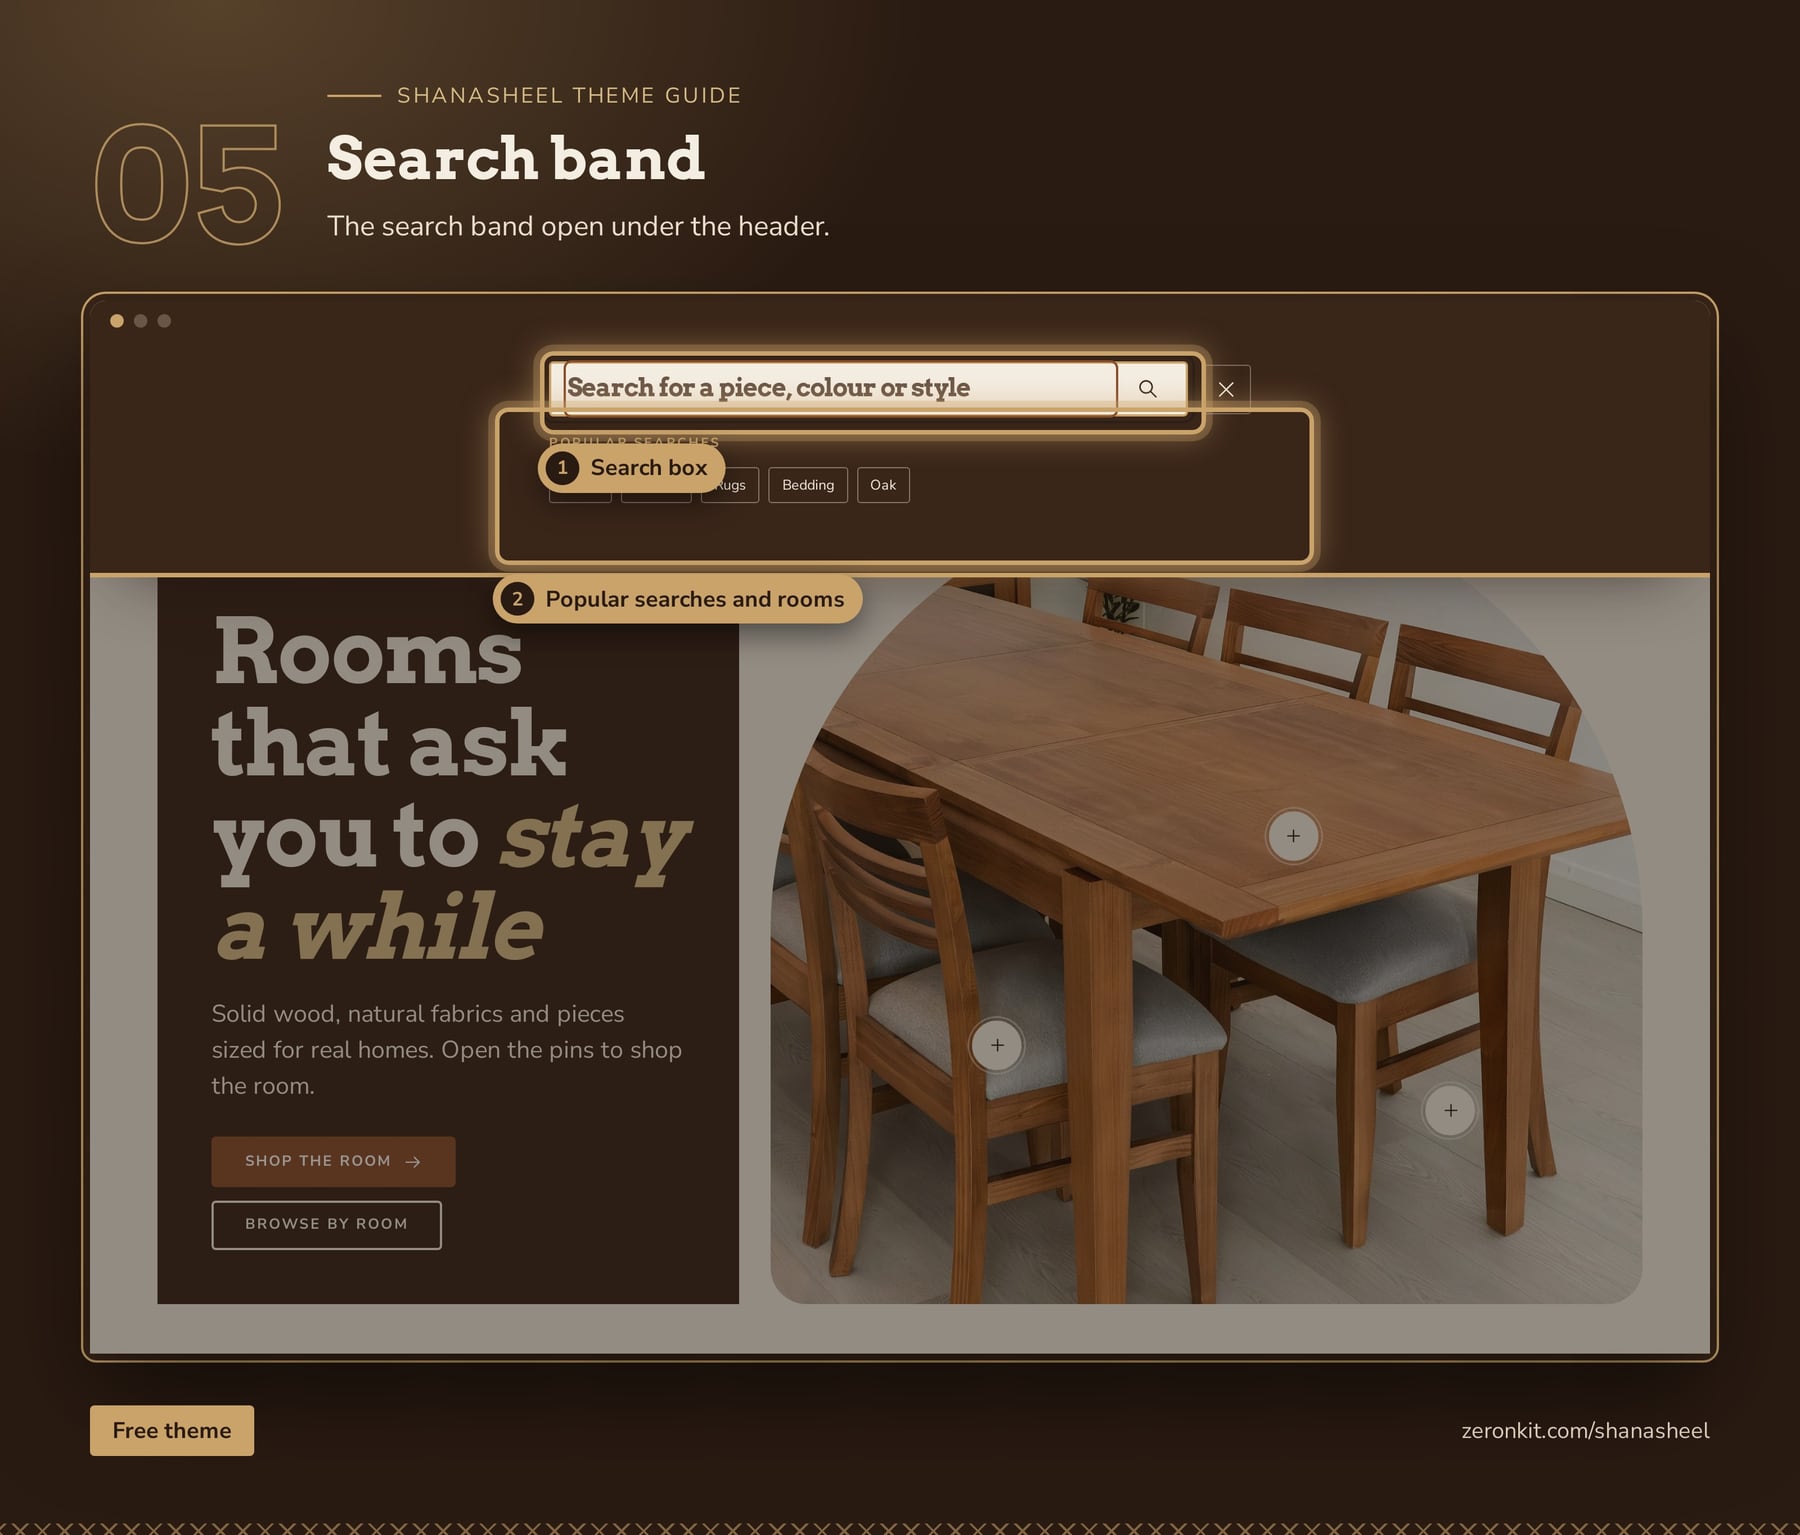 SHANASHEEL THEME GUIDE
05
Search band
The search band open under the header.
Search for a piece, colour or style
POPULAR SEARCHES
1 Search box
Rugs
Bedding
Oak
2 Popular searches and rooms
Rooms
that ask
you to stay
a while
Solid wood, natural fabrics and pieces
sized for real homes. Open the pins to shop
the room.
SHOP THE ROOM
BROWSE BY ROOM
Free theme
zeronkit.com/shanasheel